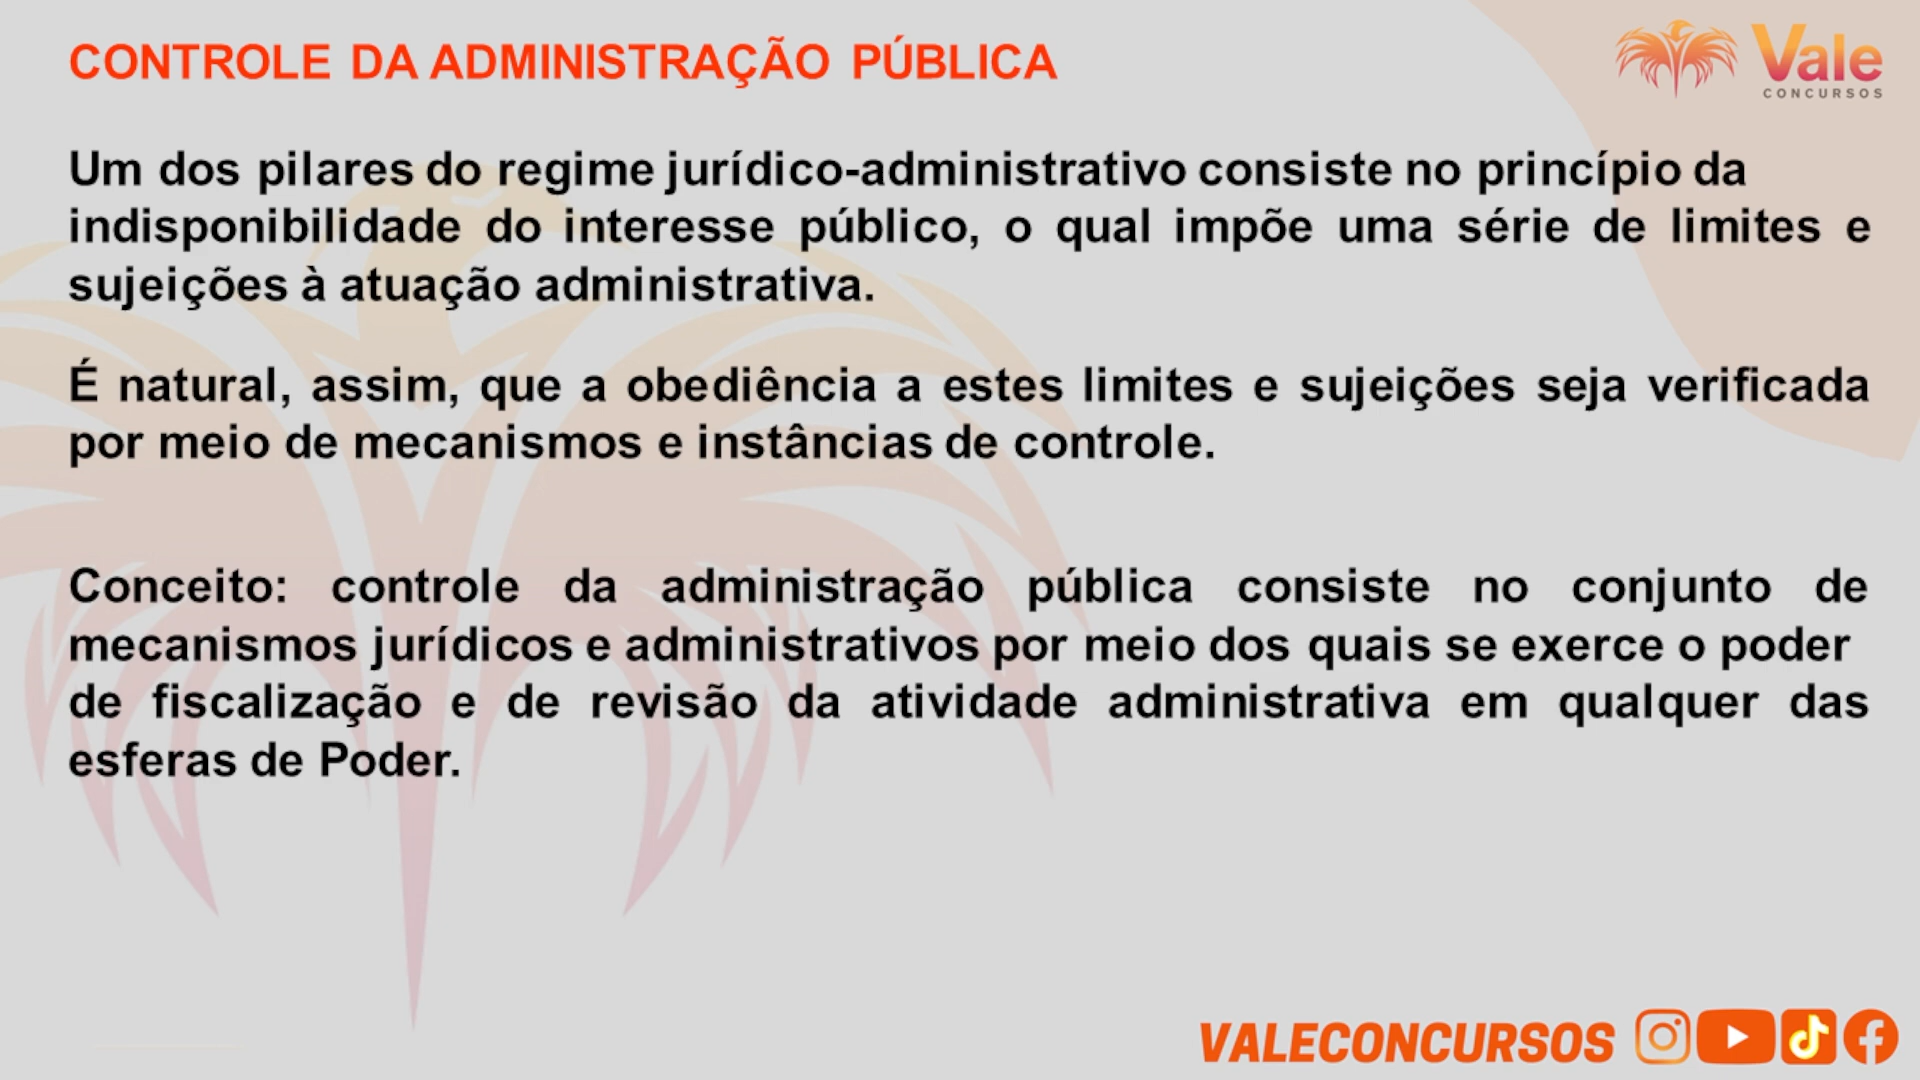 CONTROLE DA ADMINISTRAÇÃO PÚBLICA
Vale
CONCURSOS
Um dos pilares do regime jurídico-administrativo consiste no princípio da
indisponibilidade do interesse público, o qual impõe uma série de limites e
sujeições à atuação administrativa.
É natural, assim, que a obediência a estes limites e sujeições seja verificada
por meio de mecanismos e instâncias de controle.
Conceito: controle da administração pública consiste no conjunto de
mecanismos jurídicos e administrativos por meio dos quais se exerce o poder
de fiscalização e de revisão da atividade administrativa em qualquer das
esferas de Poder.
VALECONCURSOS